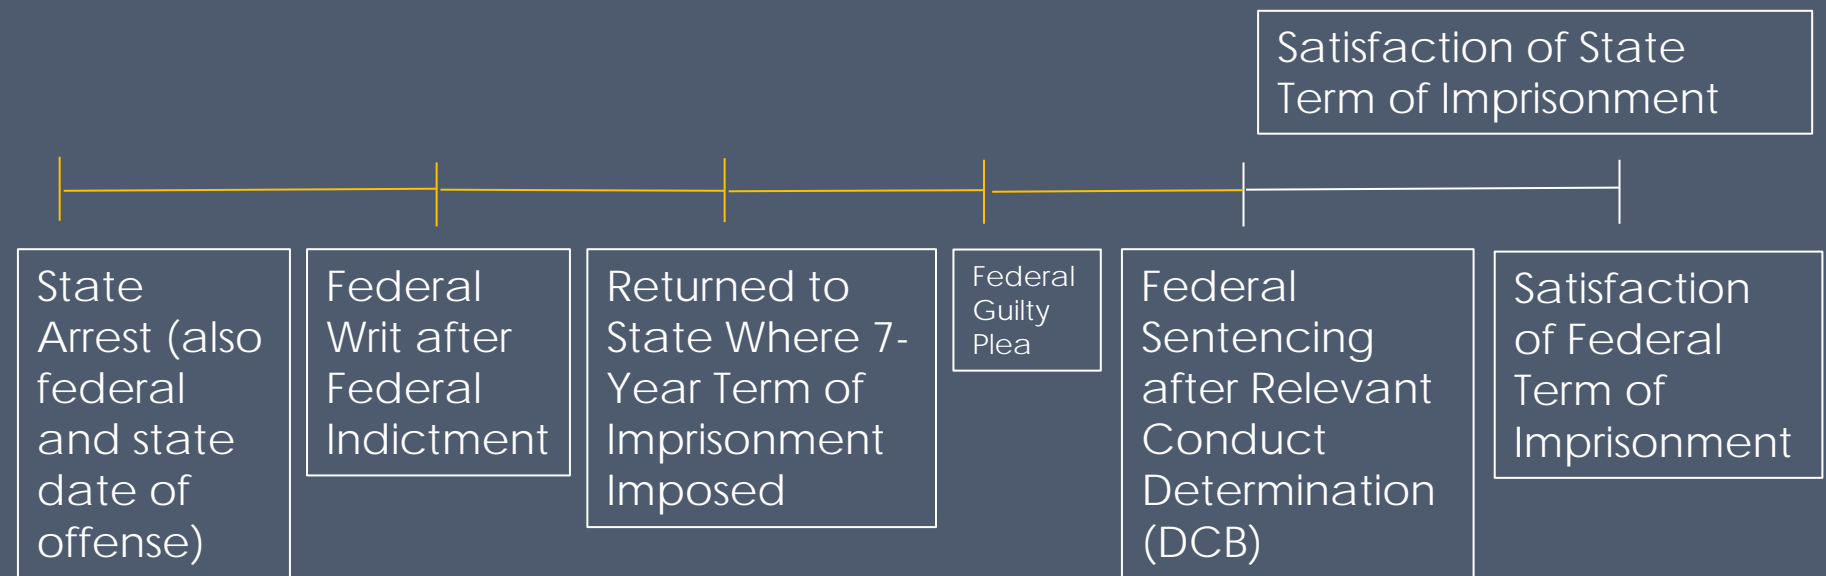 Satisfaction of State
Term of Imprisonment
State
Arrest (also
federal
and state
date of
offense)
Federal
Writ after
Federal
Indictment
Returned to
State Where 7-
Year Term of
Imprisonment
Imposed
Federal
Guilty
Plea
Federal
Sentencing
after Relevant
Conduct
Determination
(DCB)
Satisfaction
of Federal
Term of
Imprisonment